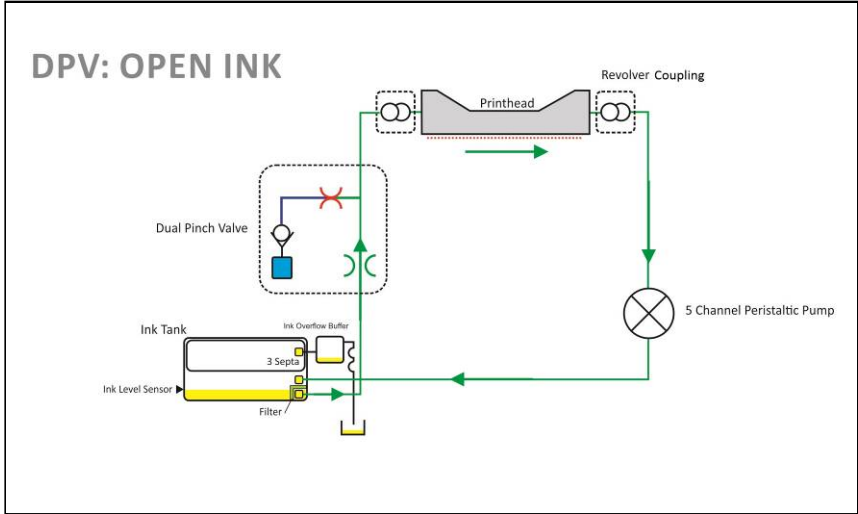 DPV: OPEN INK
Revolver Coupling
Printhead
Dual Pinch Valve
5 Channel Peristaltic Pump
Ink Overflow Buffer
Ink Tank
3 Septa
Ink Level Sensor
Filter